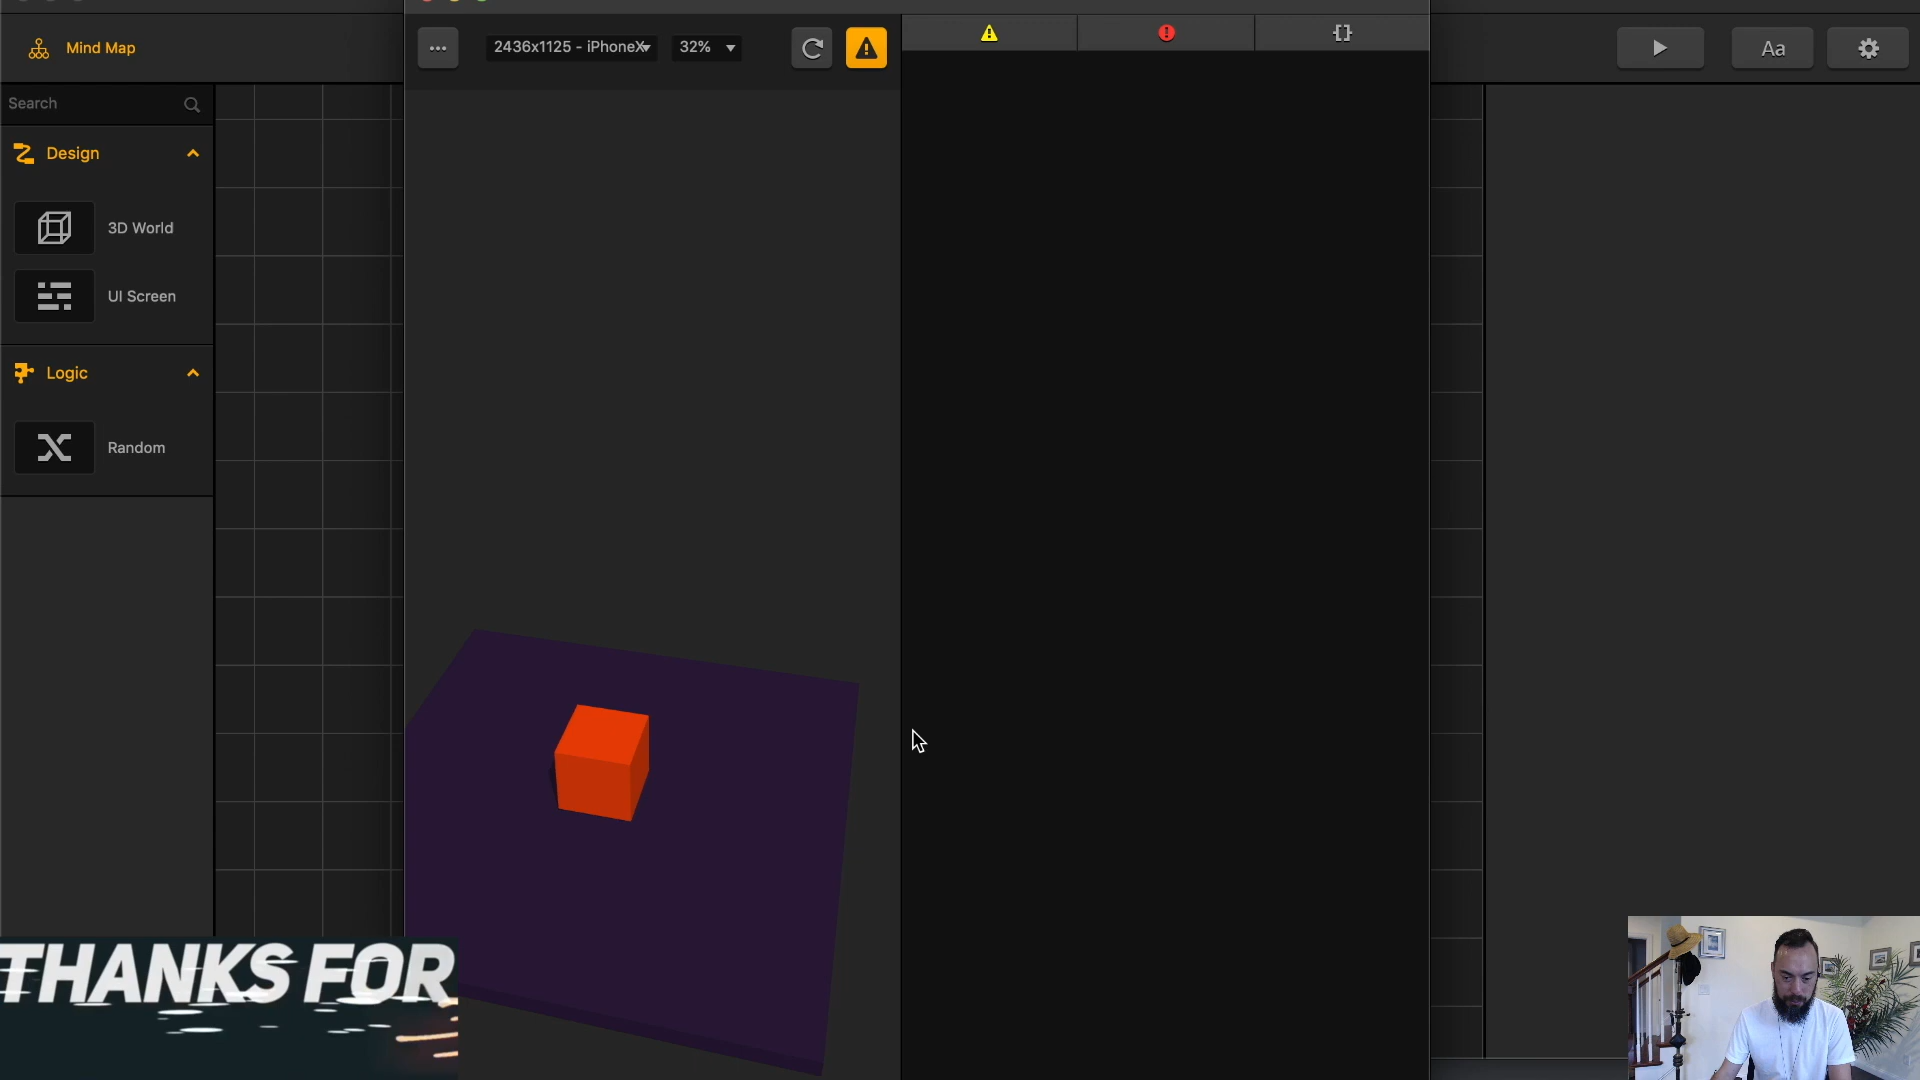 Mind Map
2436x1125 - iPhoneX
32%
{}
Aa
Search
Design
3D World
UI Screen
Logic
Random
THANKS FOR